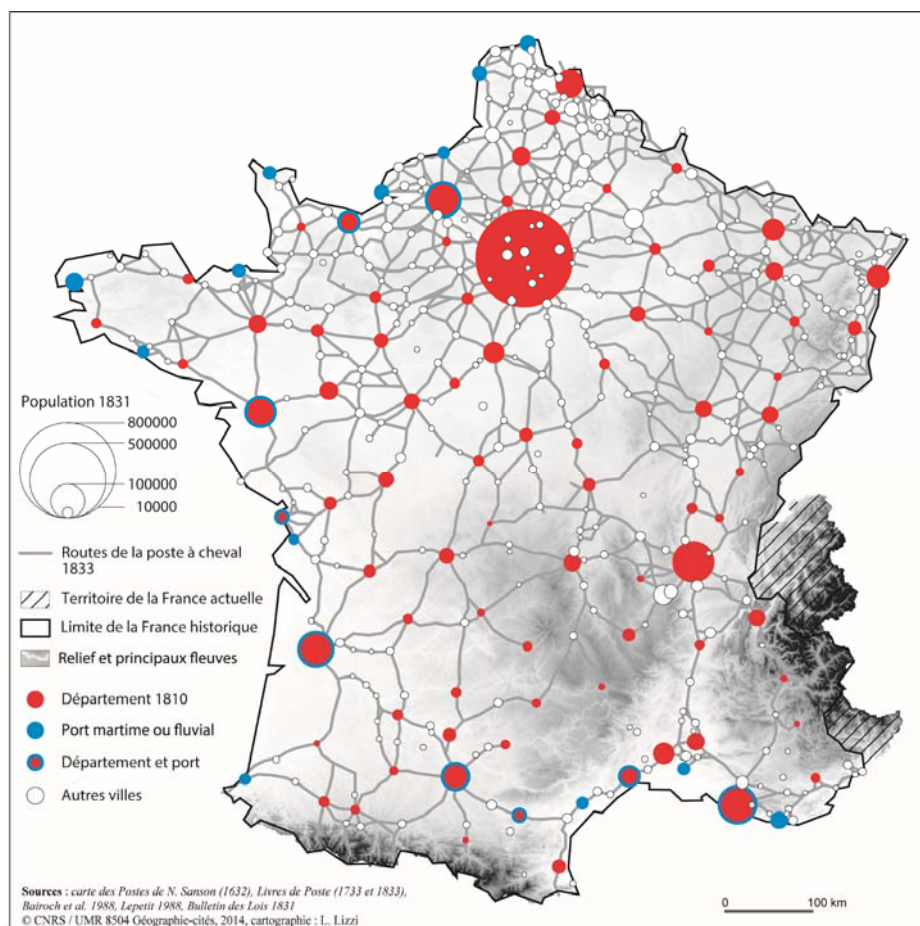 Population 1831
800000
500000
100000
10000
Routes de la poste à cheval
1833
Territoire de la France actuelle
Limite de la France historique
Relief et principaux fleuves
Département 1810
Port martime ou fluvial
Département et port
Autres villes
Sources : carte des Postes de N. Sanson (1632), Livres de Poste (1733 et 1833),
Bairoch et al. 1988, Lepetit 1988, Bulletin des Lois 1831
© CNRS / UMR 8504 Géographie-cités, 2014, cartographie : L. Lizzi
0 100 km